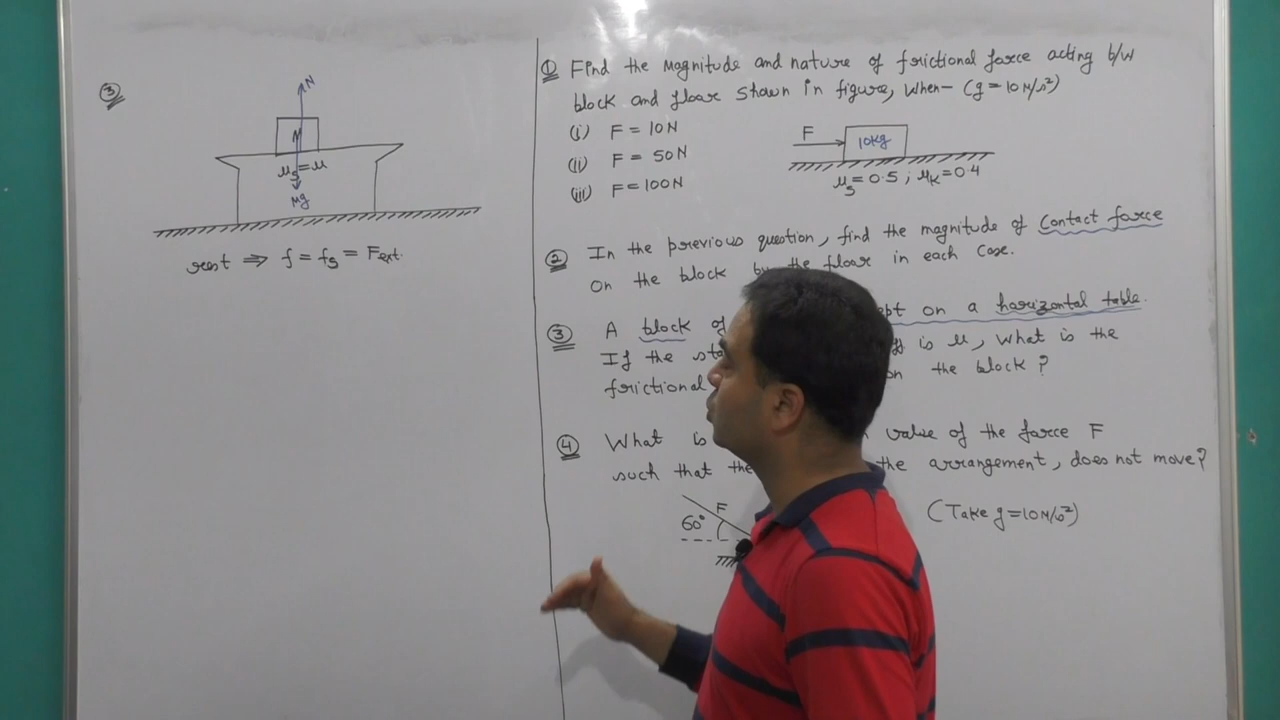 ③
N
M
μs = μ
Mg
rest ⇒ f = fs = Fext.
① Find the Magnitude and nature of frictional force acting b/w
block and floor shown in figure, when- (g = 10 M/s²)
(i) F = 10N
(ii) F = 50N
(iii) F = 100N
F
10kg
μs = 0.5 ; μK = 0.4
② In the previous question, find the magnitude of Contact force
on the block by the floor in each case.
③ A block of on a horizontal table.
If the is μ, what is the
frictional on the block ?
④ What is value of the force F
such that the the arrangement, does not move?
F
60°
(Take g = 10 M/s²)